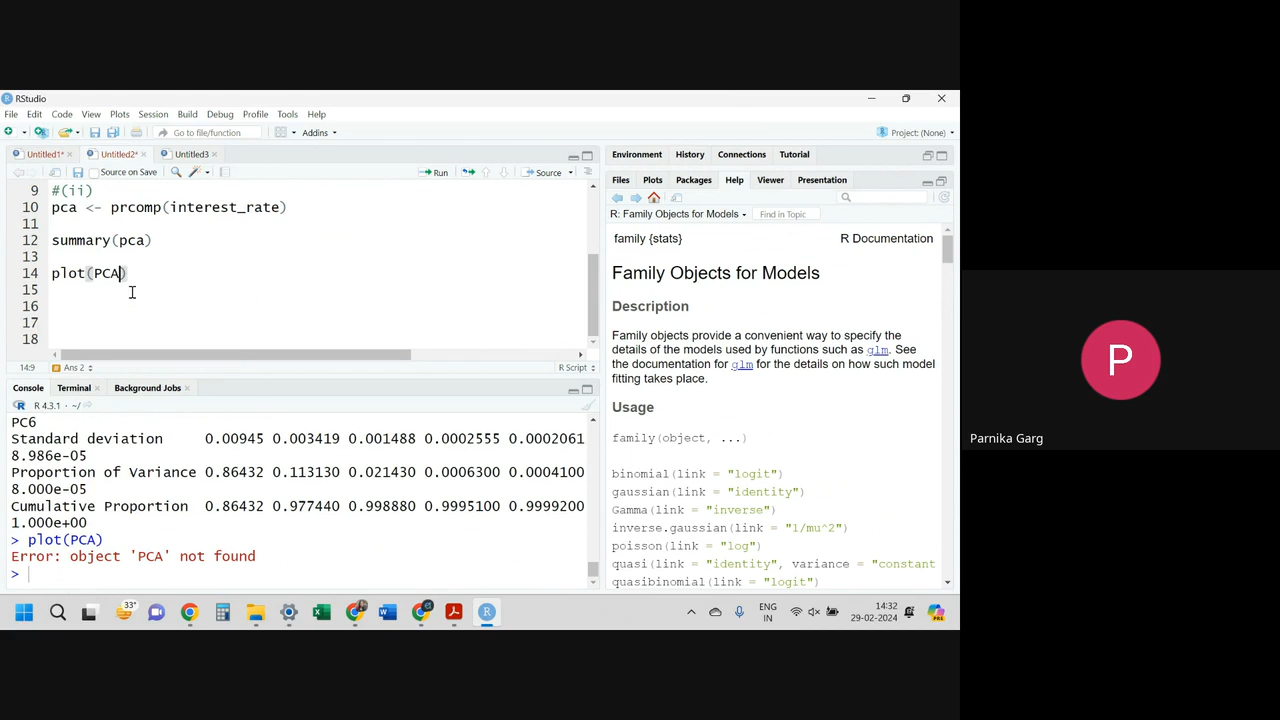 RStudio
File Edit Code View Plots Session Build Debug Profile Tools Help
Go to file/function
Addins
Project: (None)
Untitled1*
Untitled2*
Untitled3
Source on Save
Run
Source
9 #(ii)
10 pca <- prcomp(interest_rate)
11
12 summary(pca)
13
14 plot(PCA)
15
16
17
18
14:9
Ans 2
R Script
Console Terminal Background Jobs
R 4.3.1 · ~/
PC6
Standard deviation     0.00945 0.003419 0.001488 0.0002555 0.0002061
8.986e-05
Proportion of Variance 0.86432 0.113130 0.021430 0.0006300 0.0004100
8.000e-05
Cumulative Proportion  0.86432 0.977440 0.998880 0.9995100 0.9999200
1.000e+00
> plot(PCA)
Error: object 'PCA' not found
>
Environment History Connections Tutorial
Files Plots Packages Help Viewer Presentation
R: Family Objects for Models
Find in Topic
family {stats}
R Documentation
Family Objects for Models
Description
Family objects provide a convenient way to specify the
details of the models used by functions such as glm. See
the documentation for glm for the details on how such model
fitting takes place.
Usage
family(object, ...)
binomial(link = "logit")
gaussian(link = "identity")
Gamma(link = "inverse")
inverse.gaussian(link = "1/mu^2")
poisson(link = "log")
quasi(link = "identity", variance = "constant
quasibinomial(link = "logit")
33°
ENG
IN
14:32
29-02-2024
P
Parnika Garg